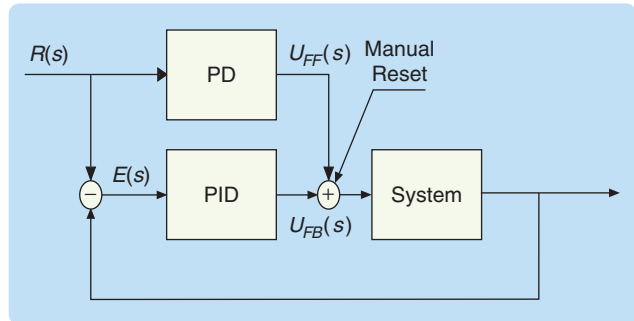 R(s)
PD
U_FF(s)
Manual
Reset
−
E(s)
PID
U_FB(s)
+
System